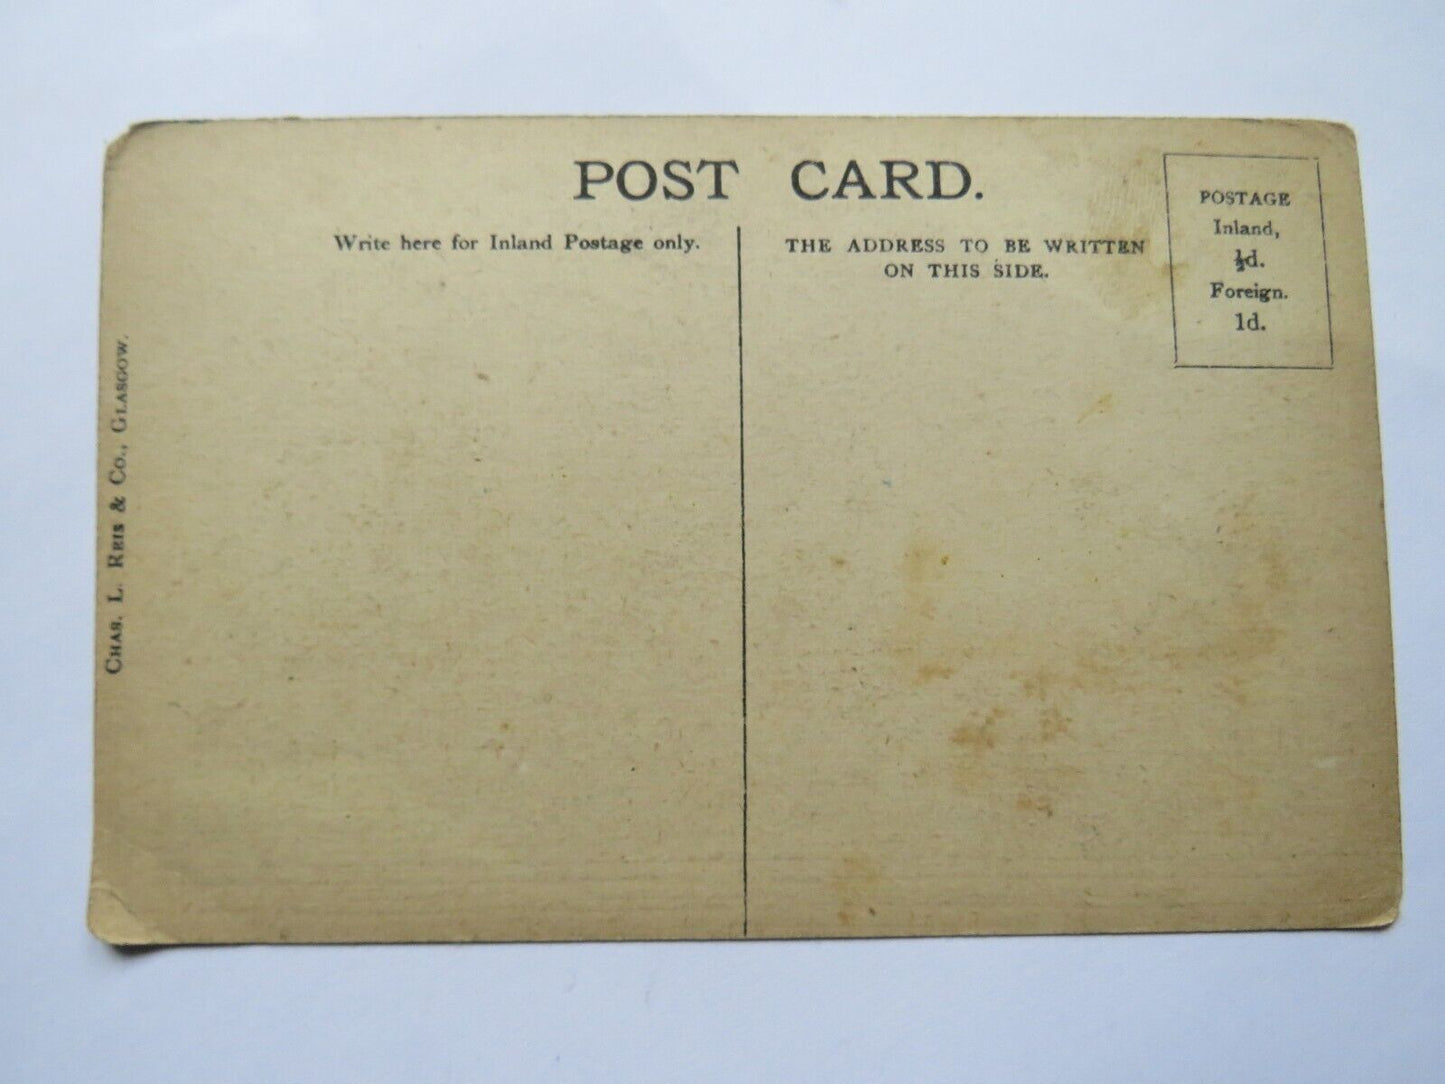 POST CARD.
Write here for Inland Postage only.
THE ADDRESS TO BE WRITTEN
ON THIS SIDE.
POSTAGE
Inland,
½d.
Foreign.
1d.
CHAS. L. REIS & CO., GLASGOW.